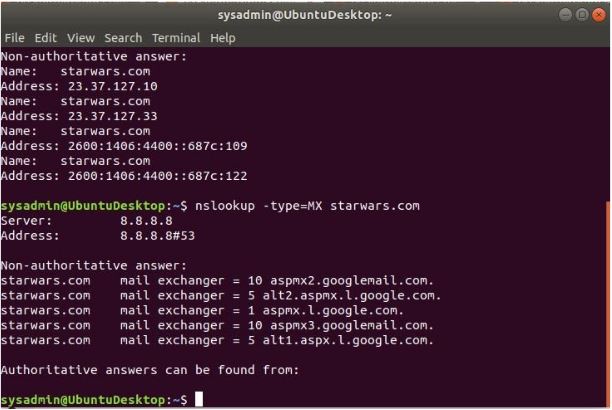 sysadmin@UbuntuDesktop: ~
File Edit View Search Terminal Help
Non-authoritative answer:
Name: starwars.com
Address: 23.37.127.10
Name: starwars.com
Address: 23.37.127.33
Name: starwars.com
Address: 2600:1406:4400::687c:109
Name: starwars.com
Address: 2600:1406:4400::687c:122
sysadmin@UbuntuDesktop:~$ nslookup -type=MX starwars.com
Server: 8.8.8.8
Address: 8.8.8.8#53
Non-authoritative answer:
starwars.com mail exchanger = 10 aspmx2.googlemail.com.
starwars.com mail exchanger = 5 alt2.aspmx.l.google.com.
starwars.com mail exchanger = 1 aspmx.l.google.com.
starwars.com mail exchanger = 10 aspmx3.googlemail.com.
starwars.com mail exchanger = 5 alt1.aspx.l.google.com.
Authoritative answers can be found from:
sysadmin@UbuntuDesktop:~$